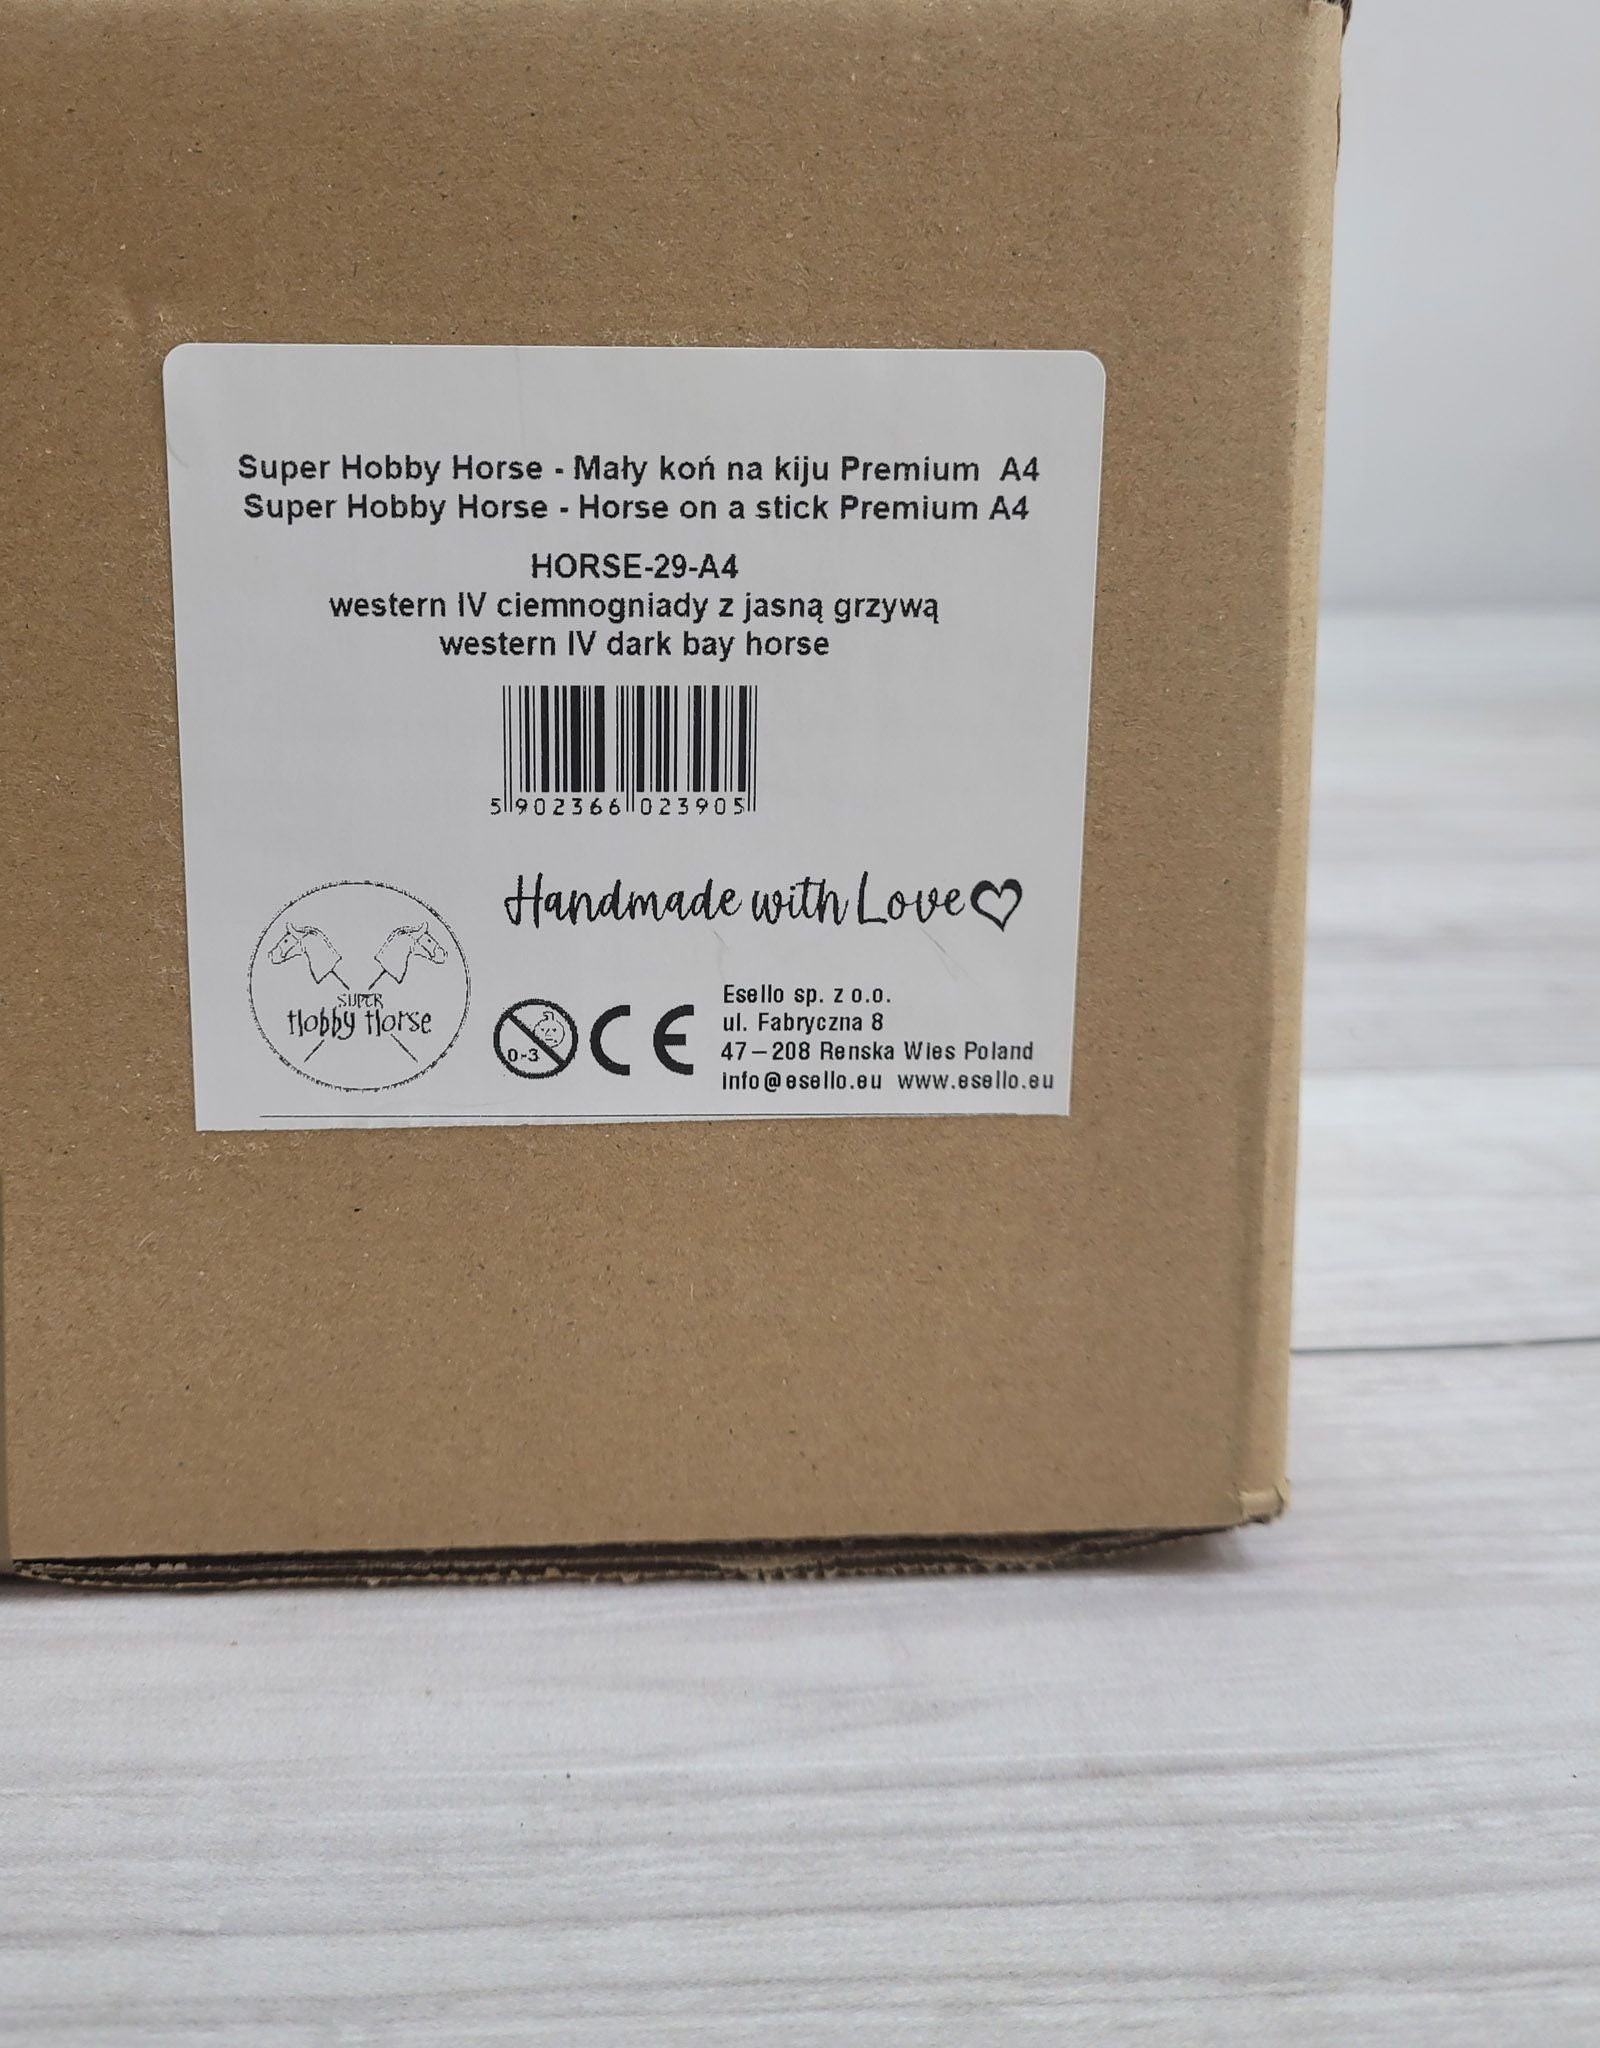 Super Hobby Horse - Mały koń na kiju Premium A4
Super Hobby Horse - Horse on a stick Premium A4
HORSE-29-A4
western IV ciemnogniady z jasną grzywą
western IV dark bay horse
5 902366 023905
Handmade with Love
SUPER
Hobby Horse
0-3
CE
Esello sp. z o.o.
ul. Fabryczna 8
47-208 Renska Wies Poland
info@esello.eu www.esello.eu